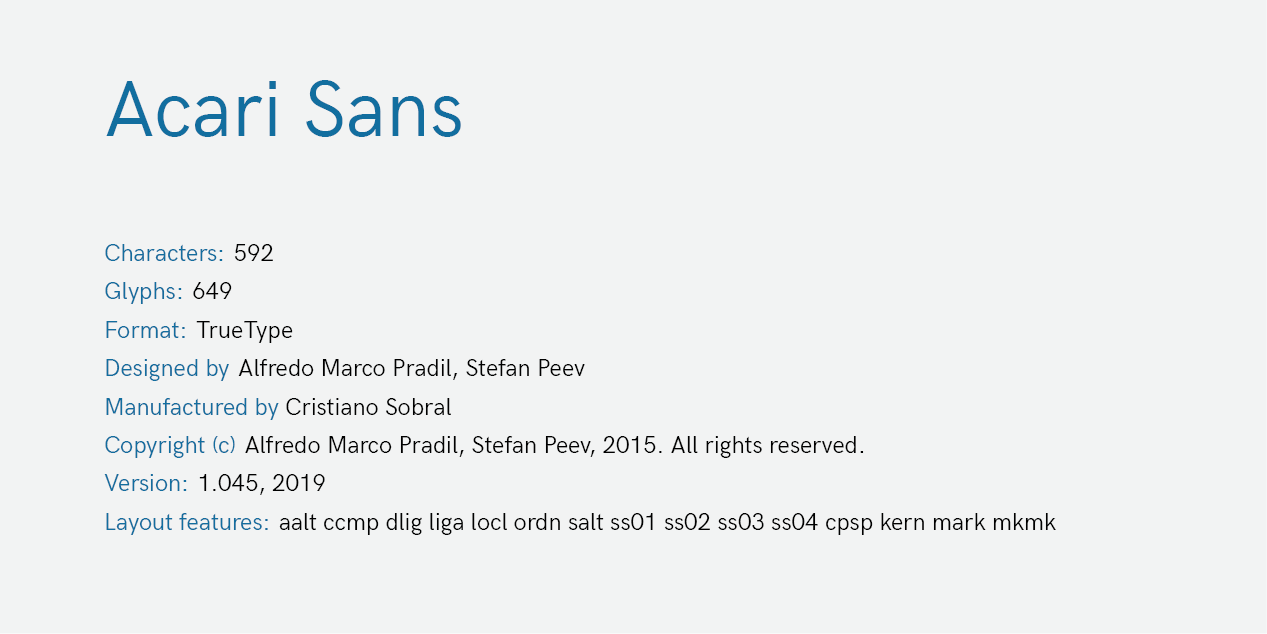 Acari Sans
Characters: 592
Glyphs: 649
Format: TrueType
Designed by Alfredo Marco Pradil, Stefan Peev
Manufactured by Cristiano Sobral
Copyright (c) Alfredo Marco Pradil, Stefan Peev, 2015. All rights reserved.
Version: 1.045, 2019
Layout features: aalt ccmp dlig liga locl ordn salt ss01 ss02 ss03 ss04 cpsp kern mark mkmk